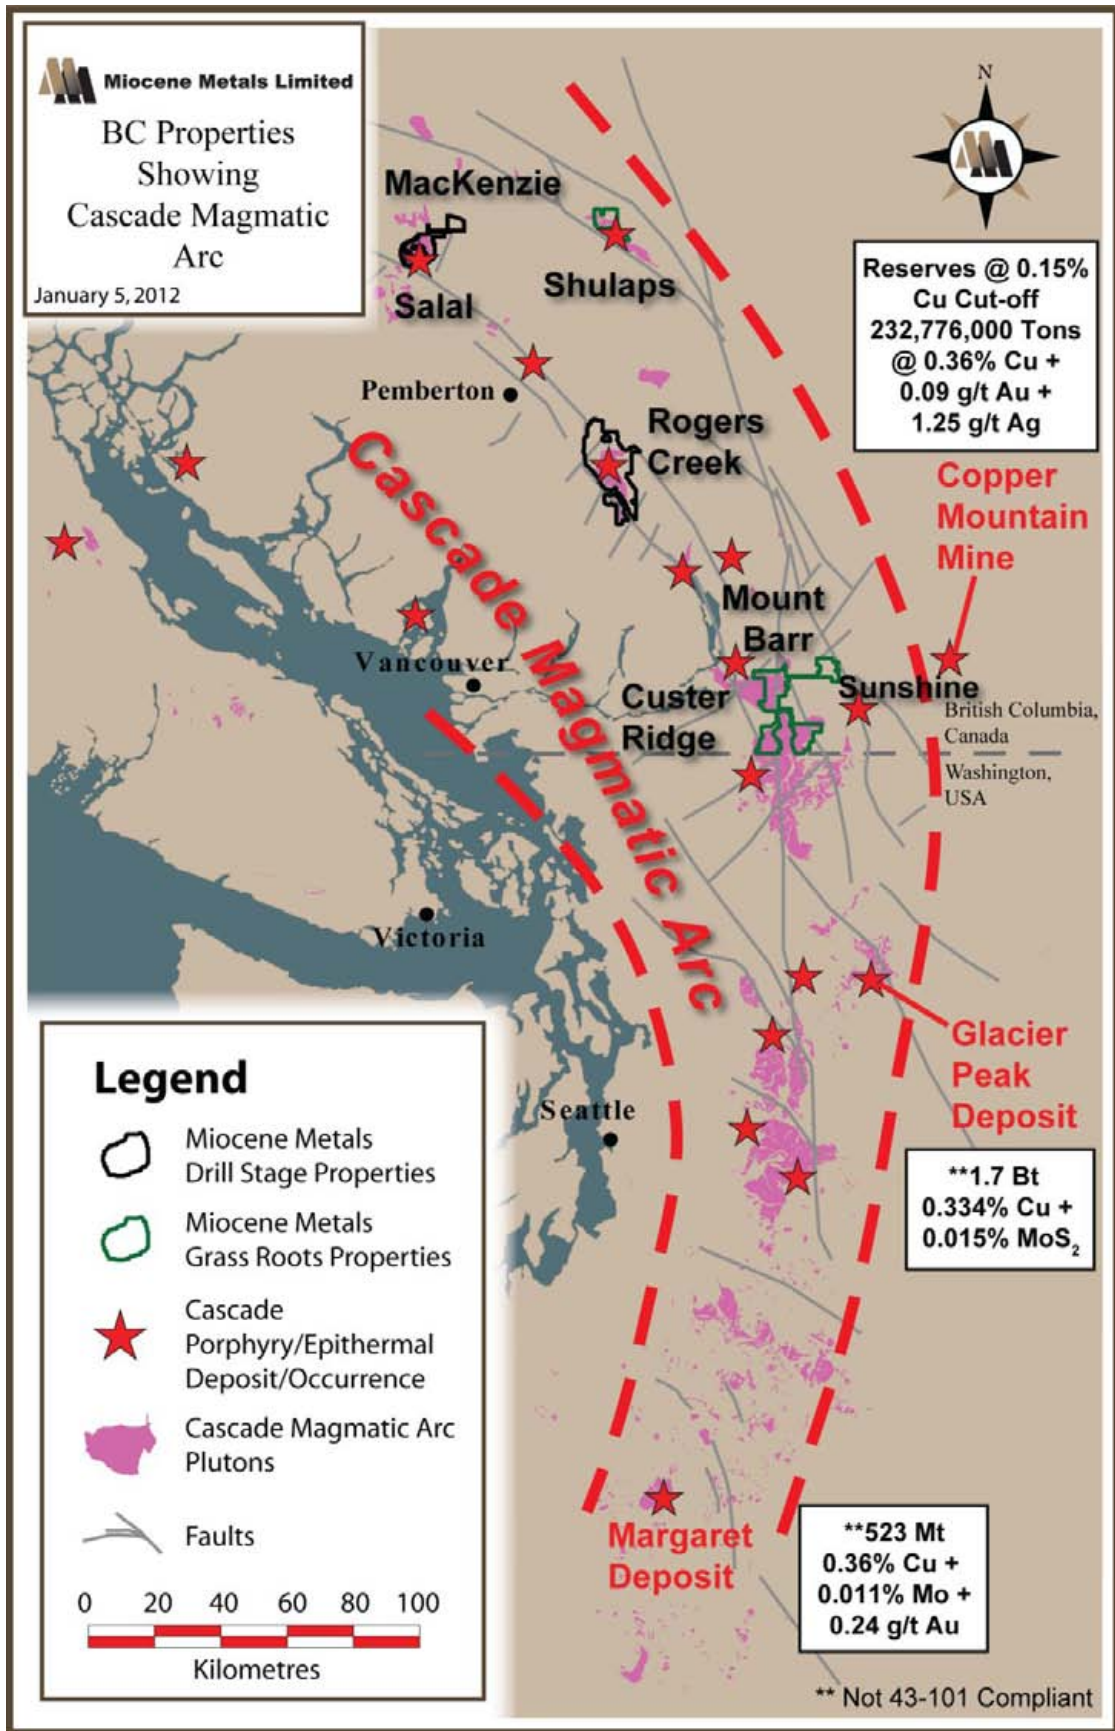 Miocene Metals Limited
BC Properties
Showing
Cascade Magmatic
Arc
January 5, 2012
N
MacKenzie
Shulaps
Salal
Reserves @ 0.15%
Cu Cut-off
232,776,000 Tons
@ 0.36% Cu +
0.09 g/t Au +
1.25 g/t Ag
Pemberton
Rogers
Creek
Copper
Mountain
Mine
Cascade Magmatic Arc
Mount
Barr
Vancouver
Custer
Ridge
Sunshine
British Columbia,
Canada
Washington,
USA
Victoria
Glacier
Peak
Deposit
Seattle
**1.7 Bt
0.334% Cu +
0.015% MoS2
Legend
Miocene Metals
Drill Stage Properties
Miocene Metals
Grass Roots Properties
Cascade
Porphyry/Epithermal
Deposit/Occurrence
Cascade Magmatic Arc
Plutons
Faults
0 20 40 60 80 100
Kilometres
Margaret
Deposit
**523 Mt
0.36% Cu +
0.011% Mo +
0.24 g/t Au
** Not 43-101 Compliant